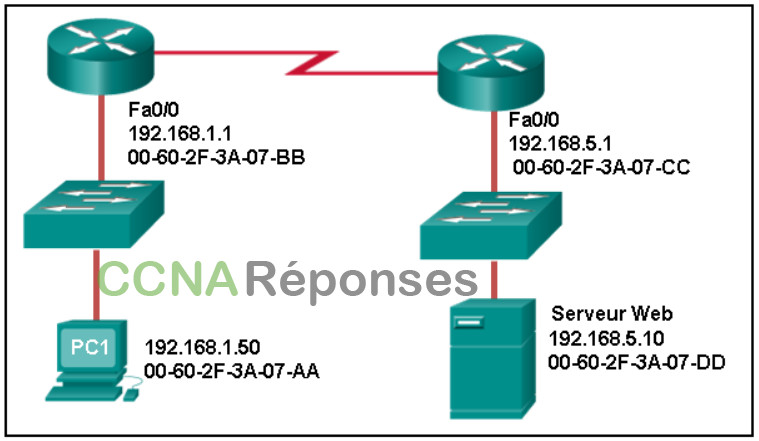 Fa0/0
192.168.1.1
00-60-2F-3A-07-BB
Fa0/0
192.168.5.1
00-60-2F-3A-07-CC
CCNA Réponses
PC1
192.168.1.50
00-60-2F-3A-07-AA
Serveur Web
192.168.5.10
00-60-2F-3A-07-DD